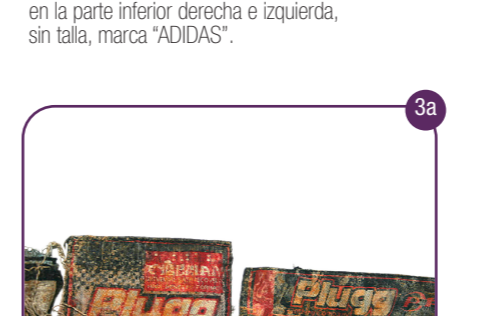 en la parte inferior derecha e izquierda,
sin talla, marca “ADIDAS”.
3a
Plugg
Plugg